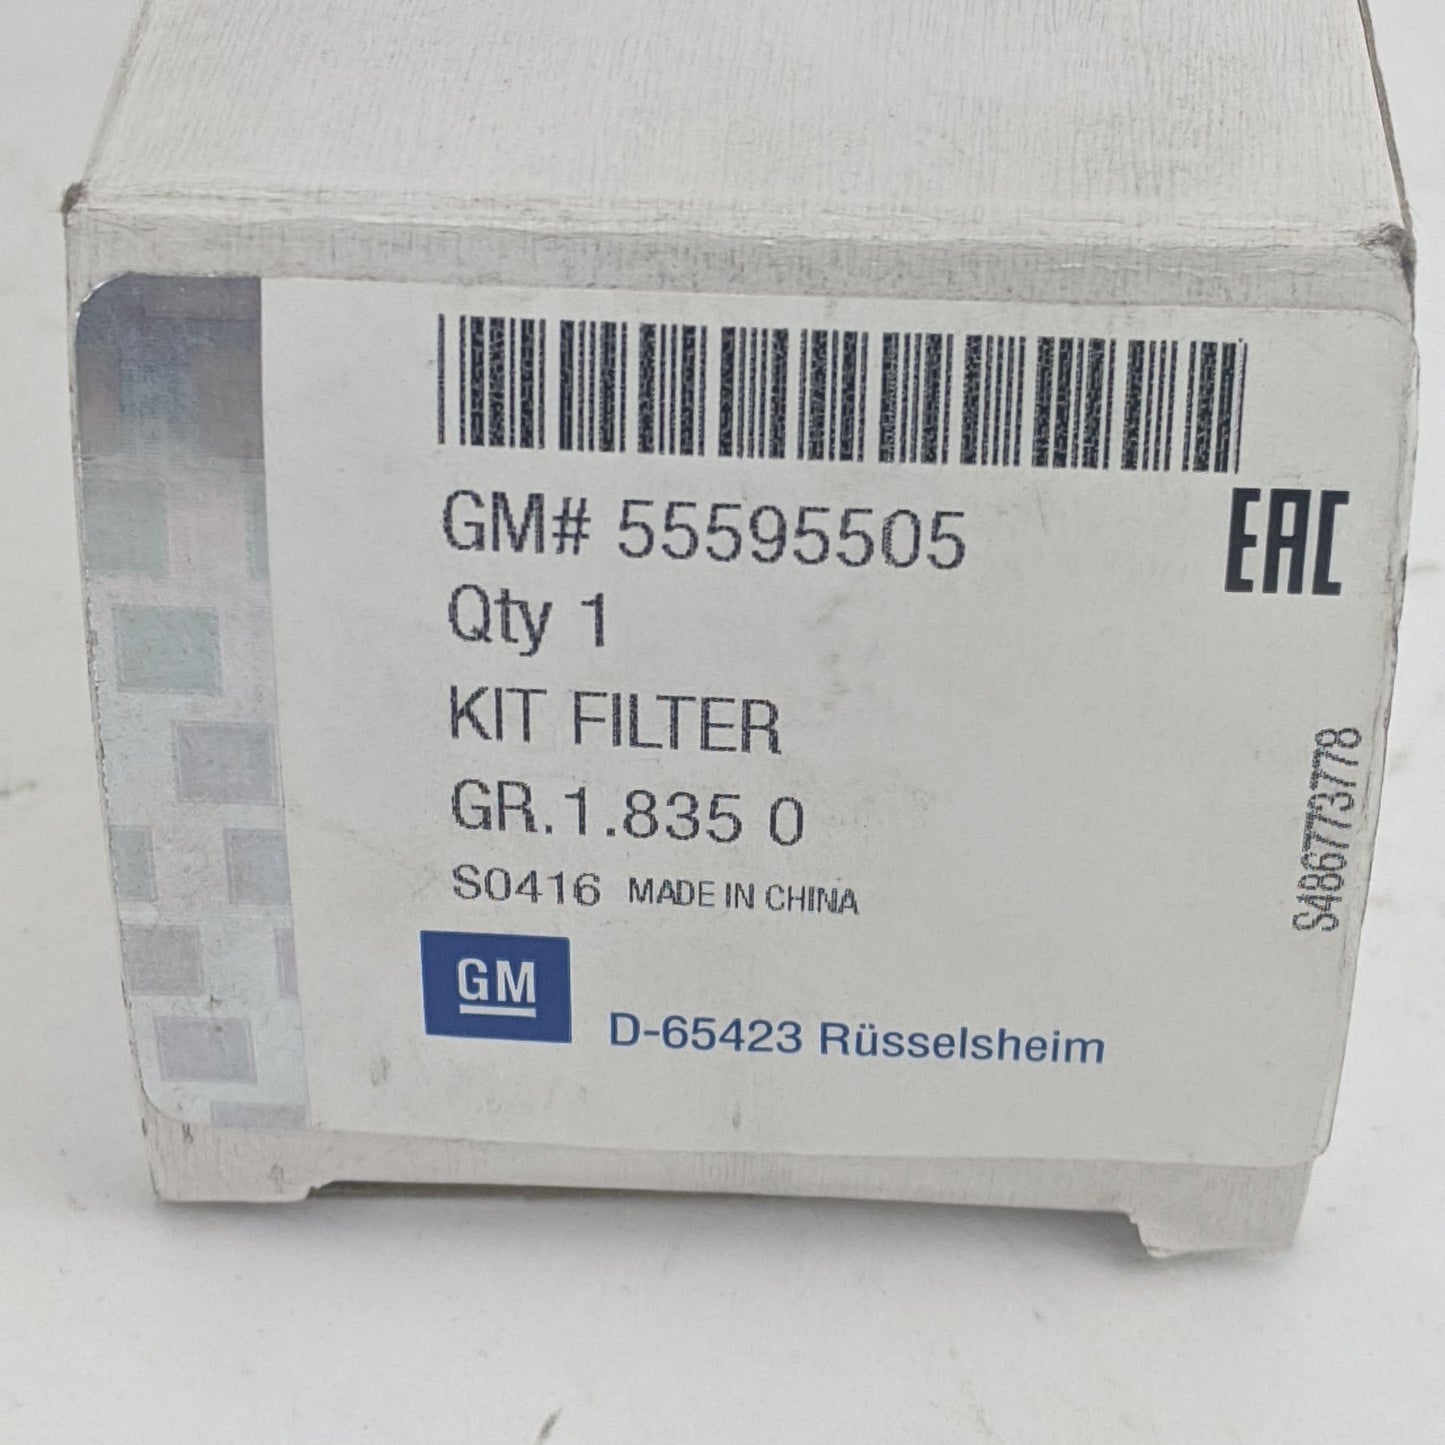 GM# 55595505
EAC
Qty 1
KIT FILTER
GR.1.835 0
S0416 MADE IN CHINA
S486773778
GM
D-65423 Rüsselsheim